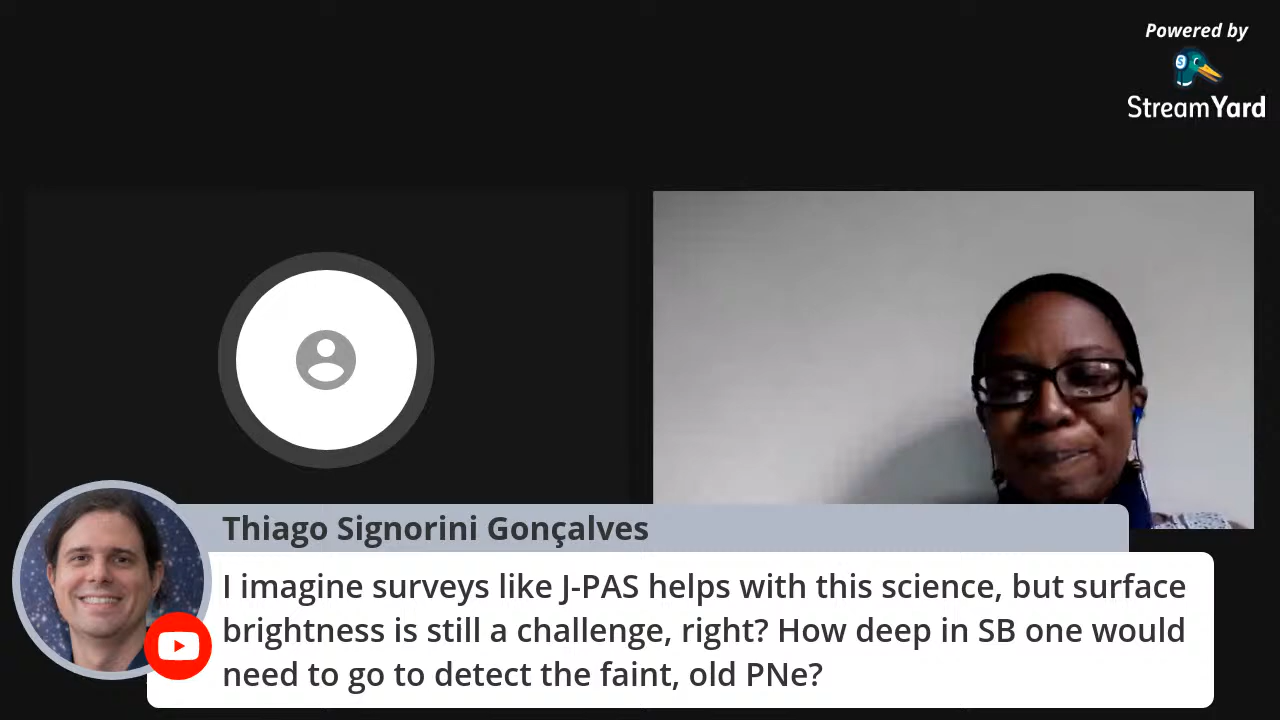 Powered by
StreamYard
Thiago Signorini Gonçalves
I imagine surveys like J-PAS helps with this science, but surface
brightness is still a challenge, right? How deep in SB one would
need to go to detect the faint, old PNe?